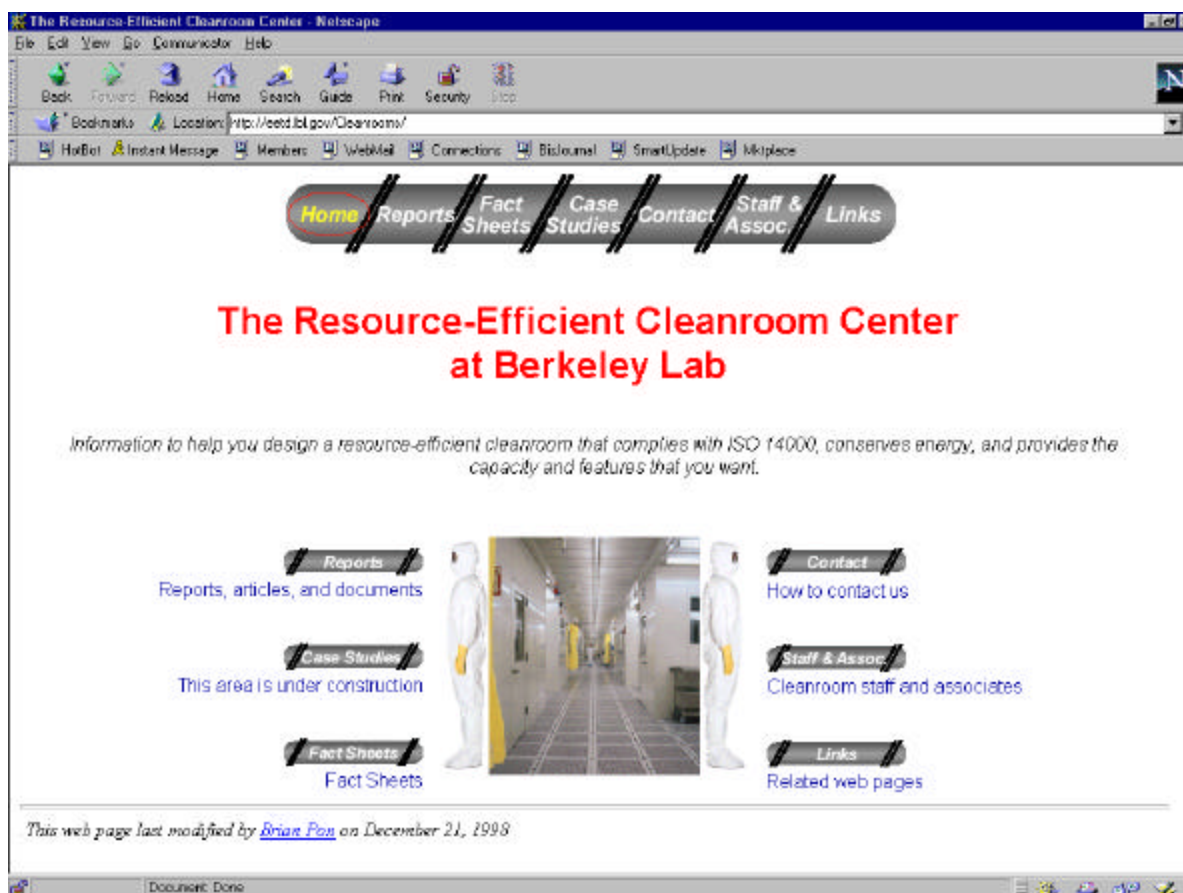 The Resource-Efficient Cleanroom Center - Netscape
File Edit View Go Communicator Help
Back Forward Reload Home Search Guide Print Security Stop
Bookmarks Location: http://eetd.lbl.gov/Cleanrooms/
HotBot Instant Message Members WebMail Connections BizJournal SmartUpdate Mktplace
Home Reports Fact Sheets Case Studies Contact Staff & Assoc. Links
The Resource-Efficient Cleanroom Center
at Berkeley Lab
Information to help you design a resource-efficient cleanroom that complies with ISO 14000, conserves energy, and provides the
capacity and features that you want.
Reports
Reports, articles, and documents
Case Studies
This area is under construction
Fact Sheets
Fact Sheets
Contact
How to contact us
Staff & Assoc.
Cleanroom staff and associates
Links
Related web pages
This web page last modified by Brian Pon on December 21, 1998
Document: Done